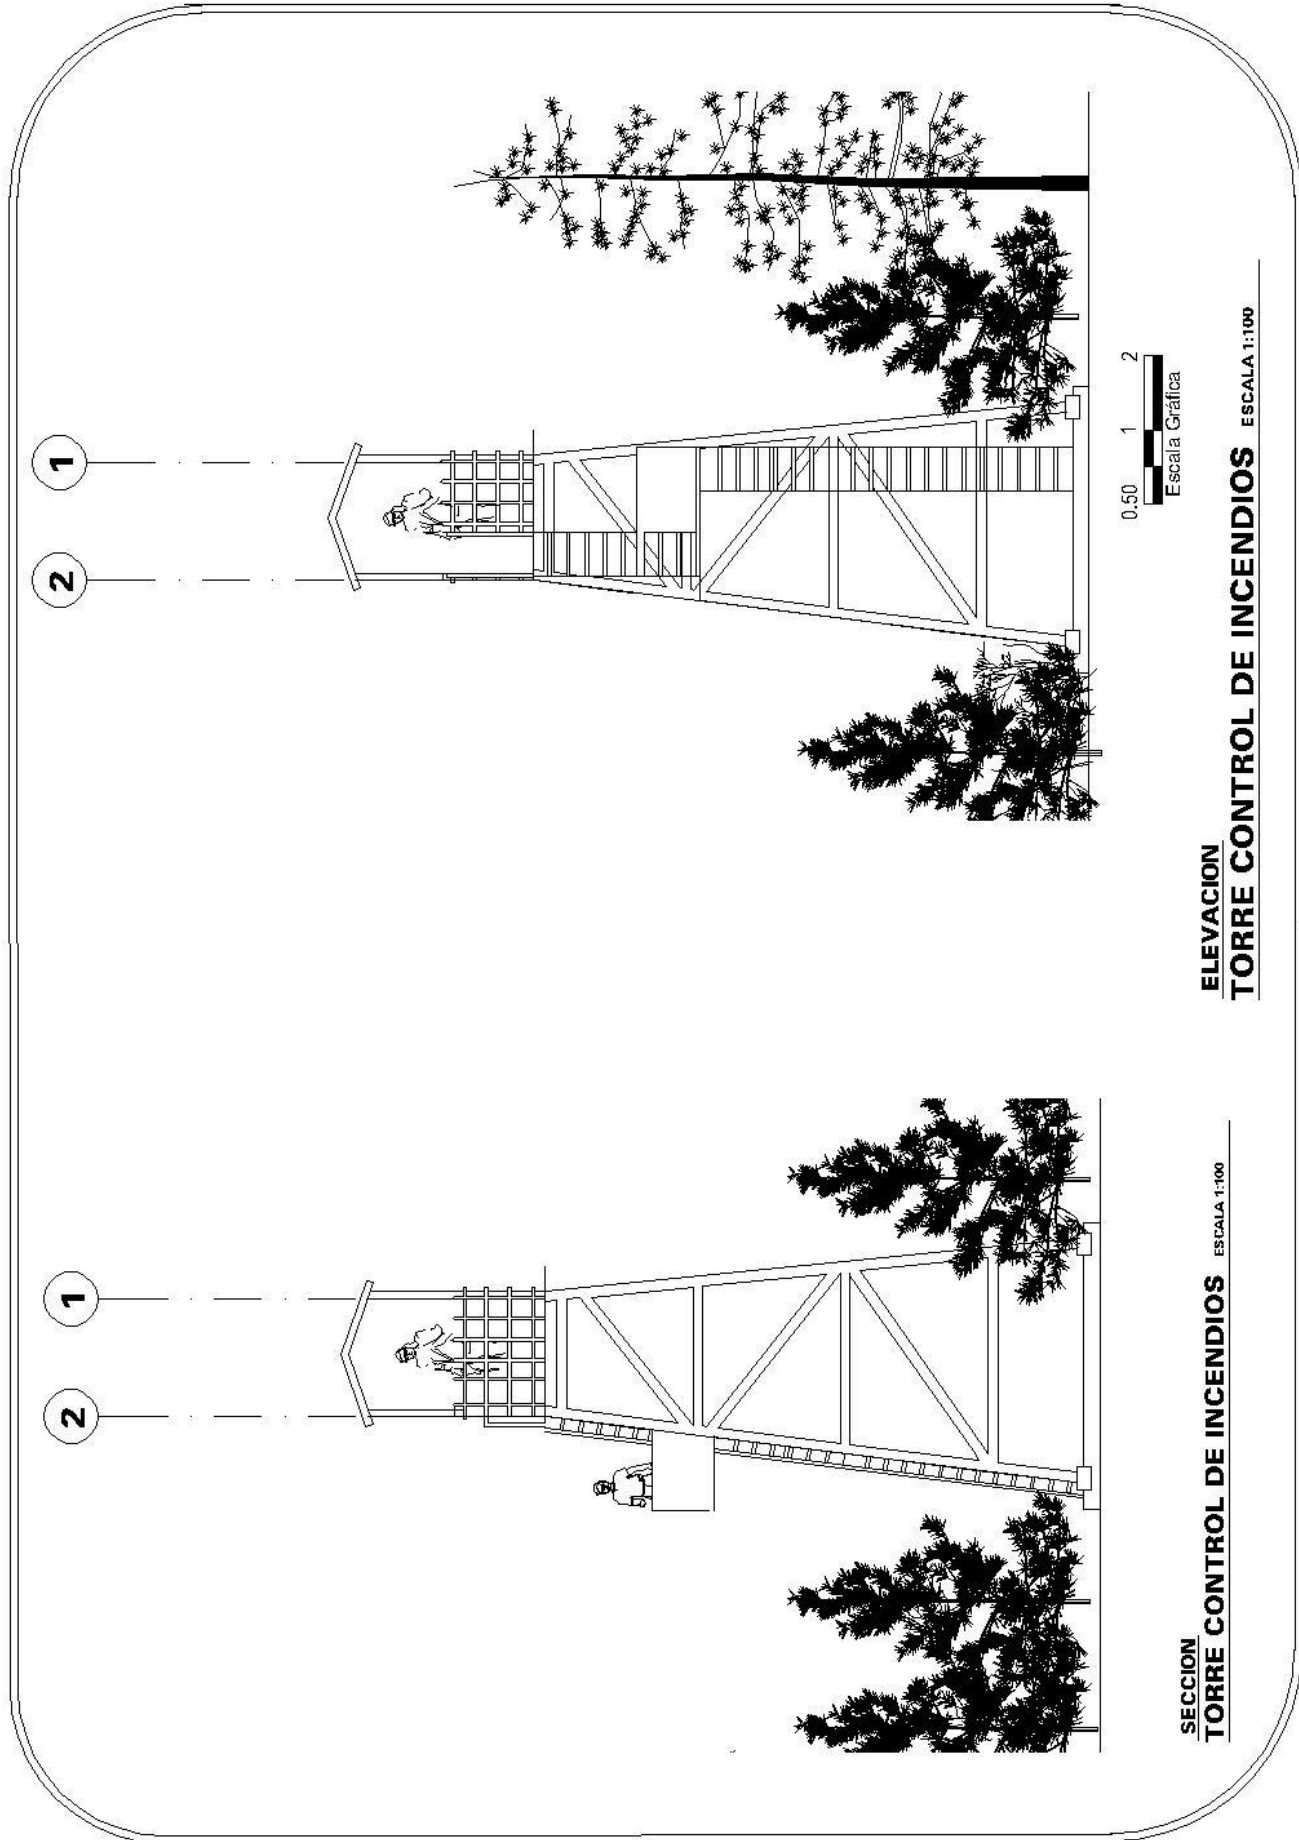 2
1
2
1
0.50 1 2
Escala Gráfica
SECCION
TORRE CONTROL DE INCENDIOS ESCALA 1:100
ELEVACION
TORRE CONTROL DE INCENDIOS ESCALA 1:100